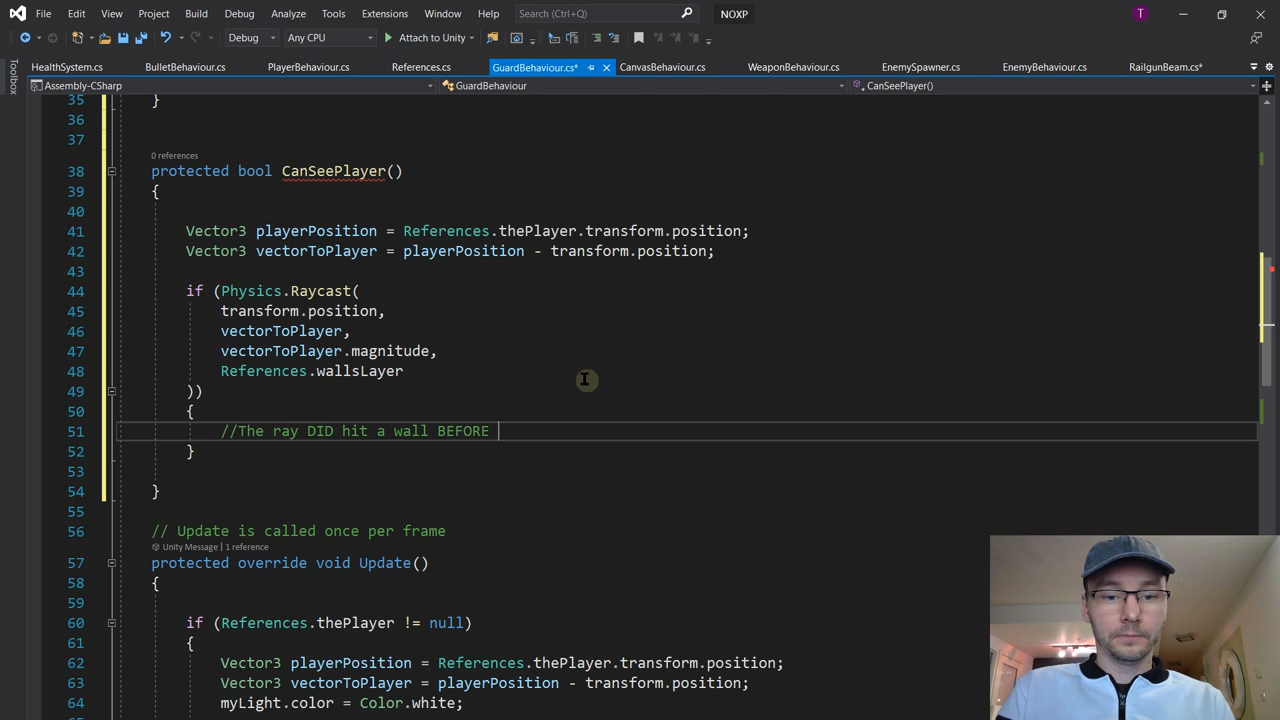 File Edit View Git Project Build Debug Analyze Tools Extensions Window Help Search (Ctrl+Q) NOXP T
Debug Any CPU Attach to Unity
HealthSystem.cs BulletBehaviour.cs PlayerBehaviour.cs References.cs GuardBehaviour.cs* CanvasBehaviour.cs WeaponBehaviour.cs EnemySpawner.cs EnemyBehaviour.cs RailgunBeam.cs*
Toolbox
Assembly-CSharp GuardBehaviour CanSeePlayer()
35 }
36
37
0 references
38 protected bool CanSeePlayer()
39 {
40
41 Vector3 playerPosition = References.thePlayer.transform.position;
42 Vector3 vectorToPlayer = playerPosition - transform.position;
43
44 if (Physics.Raycast(
45 transform.position,
46 vectorToPlayer,
47 vectorToPlayer.magnitude,
48 References.wallsLayer
49 ))
50 {
51 //The ray DID hit a wall BEFORE
52 }
53
54 }
55
56 // Update is called once per frame
Unity Message | 1 reference
57 protected override void Update()
58 {
59
60 if (References.thePlayer != null)
61 {
62 Vector3 playerPosition = References.thePlayer.transform.position;
63 Vector3 vectorToPlayer = playerPosition - transform.position;
64 myLight.color = Color.white;